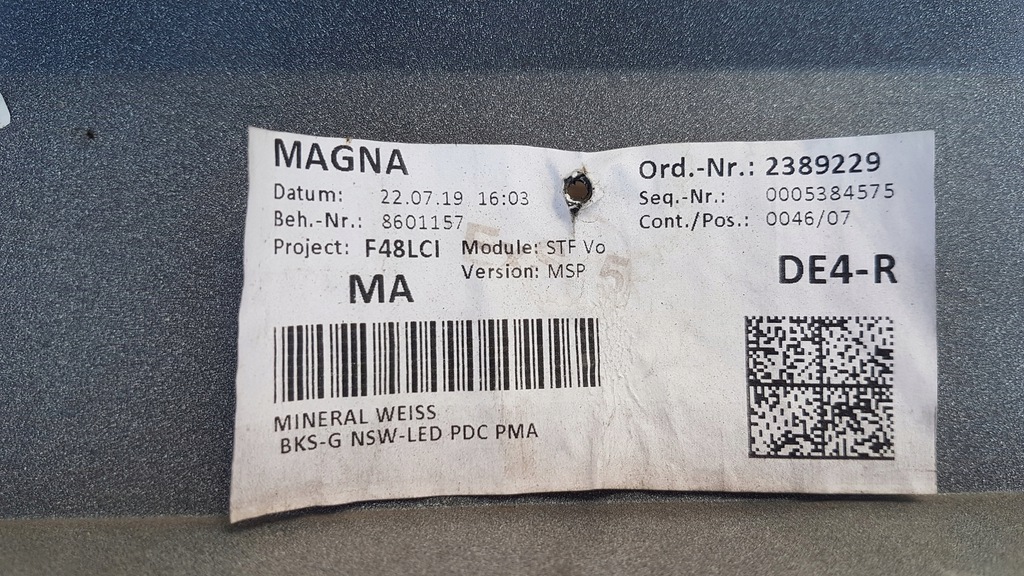 MAGNA
Datum: 22.07.19 16:03
Beh.-Nr.: 8601157
Project: F48LCI Module: STF Vo
Version: MSP
MA
Ord.-Nr.: 2389229
Seq.-Nr.: 0005384575
Cont./Pos.: 0046/07
DE4-R
MINERAL WEISS
BKS-G NSW-LED PDC PMA